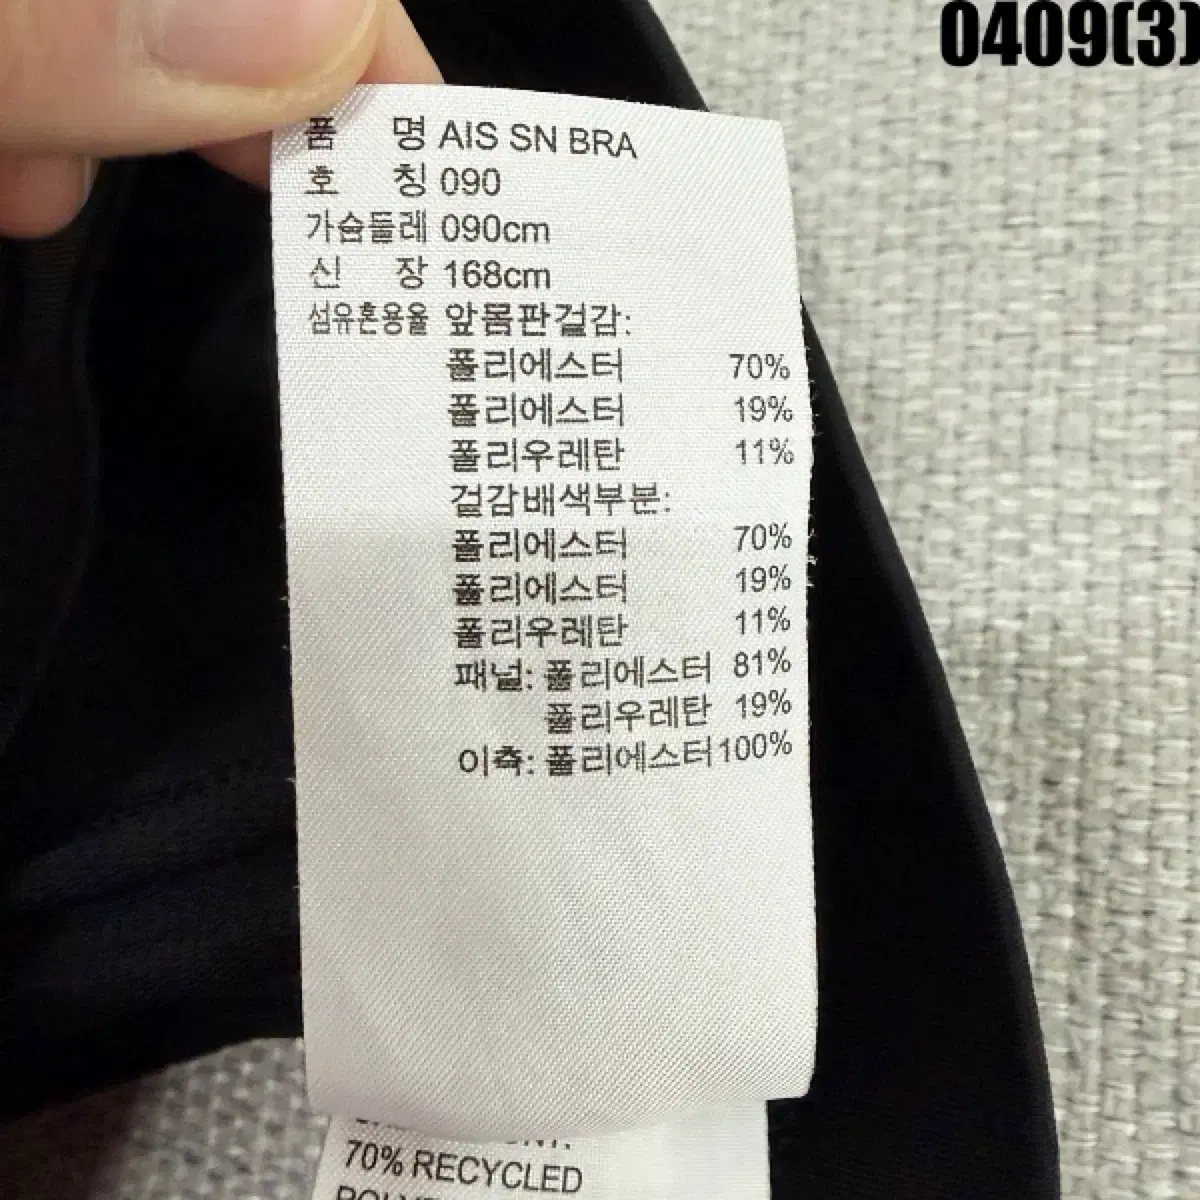 0409(3)
품 명 AIS SN BRA
호 칭 090
가슴둘레 090cm
신 장 168cm
섬유혼용율 앞몸판겉감:
폴리에스터 70%
폴리에스터 19%
폴리우레탄 11%
겉감배색부분:
폴리에스터 70%
폴리에스터 19%
폴리우레탄 11%
패널: 폴리에스터 81%
폴리우레탄 19%
이측: 폴리에스터 100%
70% RECYCLED